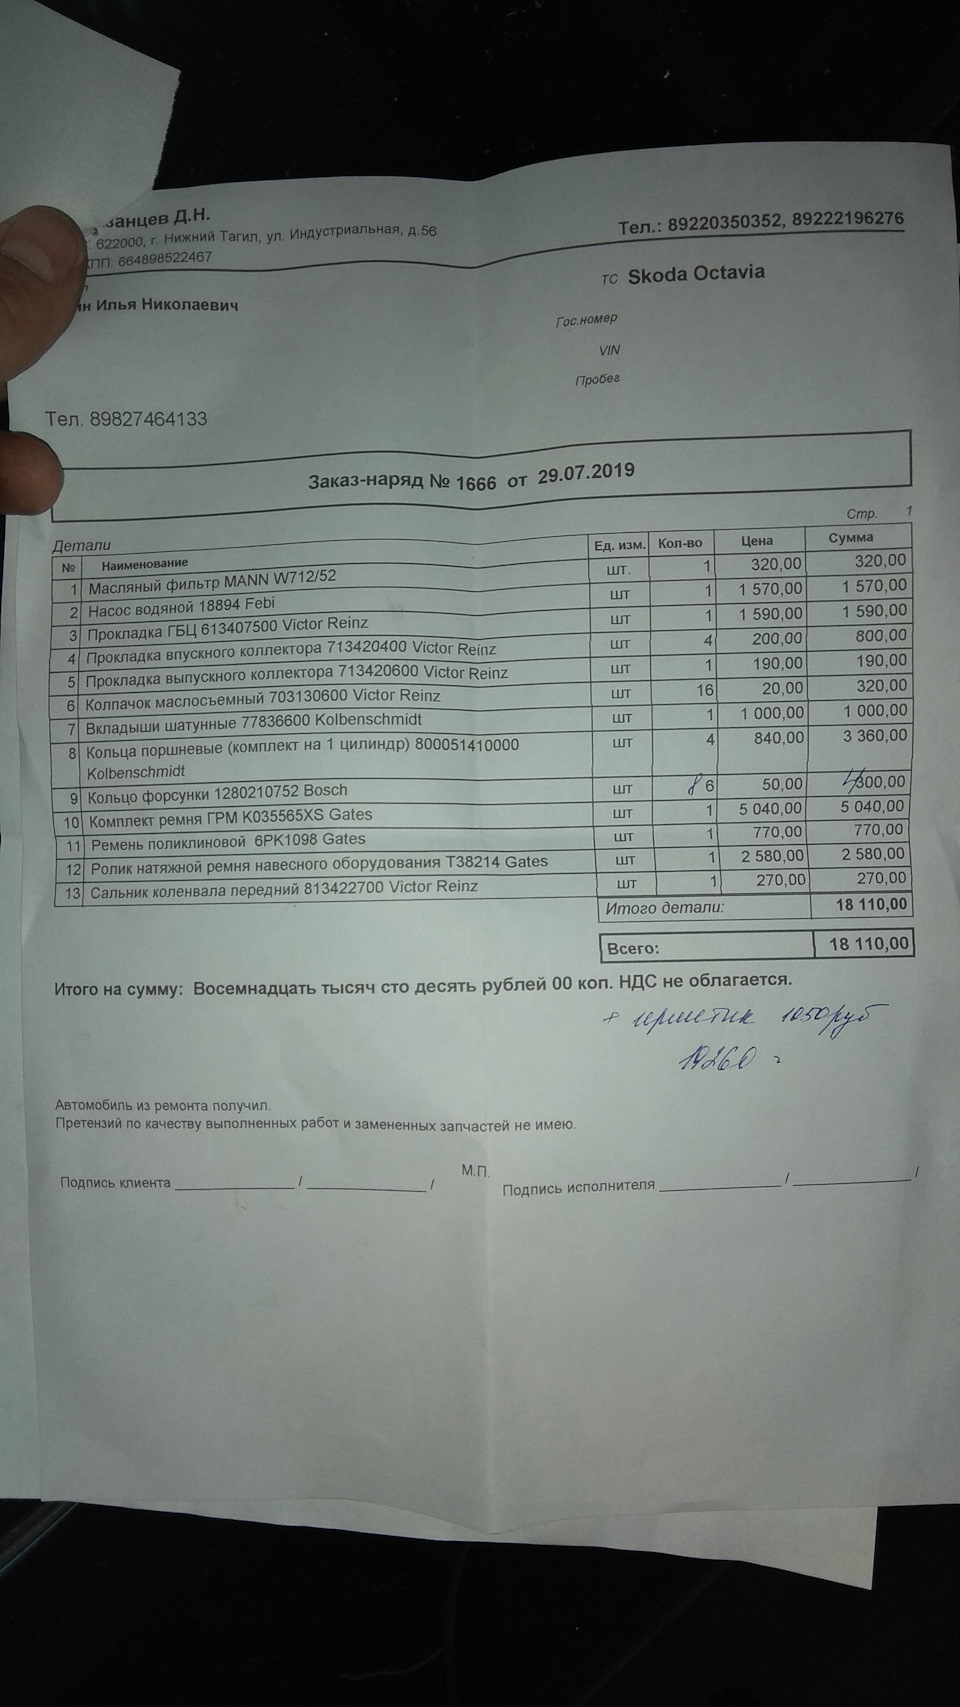 занцев Д.Н.
Тел.: 89220350352, 89222196276
622000, г. Нижний Тагил, ул. Индустриальная, д.56
КПП: 664898522467
ТС Skoda Octavia
ин Илья Николаевич
Гос.номер
VIN
Пробег
Тел. 89827464133
Заказ-наряд № 1666 от 29.07.2019
Стр. 1
Детали
№ Наименование Ед. изм. Кол-во Цена Сумма
1 Масляный фильтр MANN W712/52 шт. 1 320,00 320,00
2 Насос водяной 18894 Febi шт 1 1 570,00 1 570,00
3 Прокладка ГБЦ 613407500 Victor Reinz шт 1 1 590,00 1 590,00
4 Прокладка впускного коллектора 713420400 Victor Reinz шт 4 200,00 800,00
5 Прокладка выпускного коллектора 713420600 Victor Reinz шт 1 190,00 190,00
6 Колпачок маслосъемный 703130600 Victor Reinz шт 16 20,00 320,00
7 Вкладыши шатунные 77836600 Kolbenschmidt шт 1 1 000,00 1 000,00
8 Кольца поршневые (комплект на 1 цилиндр) 800051410000 шт 4 840,00 3 360,00
Kolbenschmidt
9 Кольцо форсунки 1280210752 Bosch шт 8 6 50,00 4 300,00
10 Комплект ремня ГРМ K035565XS Gates шт 1 5 040,00 5 040,00
11 Ремень поликлиновой 6PK1098 Gates шт 1 770,00 770,00
12 Ролик натяжной ремня навесного оборудования T38214 Gates шт 1 2 580,00 2 580,00
13 Сальник коленвала передний 813422700 Victor Reinz шт 1 270,00 270,00
Итого детали: 18 110,00
Всего: 18 110,00
Итого на сумму: Восемнадцать тысяч сто десять рублей 00 коп. НДС не облагается.
+ герметик 1050 руб
19260
Автомобиль из ремонта получил.
Претензий по качеству выполненных работ и замененных запчастей не имею.
М.П.
Подпись клиента / /
Подпись исполнителя / /